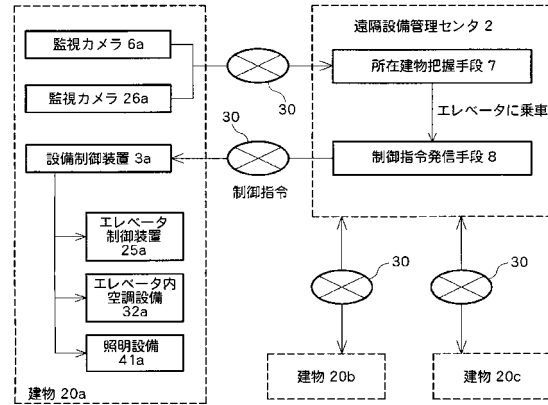 監視カメラ 6a
監視カメラ 26a
30
遠隔設備管理センタ 2
所在建物把握手段 7
エレベータに乗車
制御指令発信手段 8
30
制御指令
設備制御装置 3a
エレベータ
制御装置
25a
エレベータ内
空調設備
32a
照明設備
41a
建物 20a
30
30
建物 20b
建物 20c